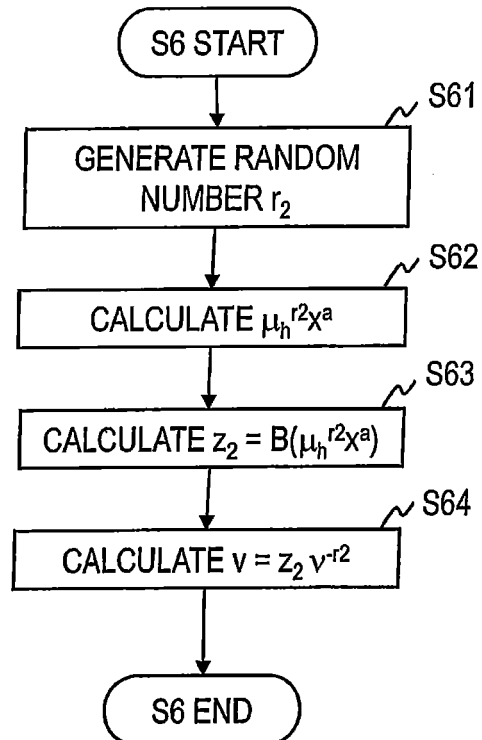 S6 START
S61
GENERATE RANDOM
NUMBER r₂
S62
CALCULATE μₕʳ²xᵃ
S63
CALCULATE z₂ = B(μₕʳ²xᵃ)
S64
CALCULATE v = z₂ ν⁻ʳ²
S6 END